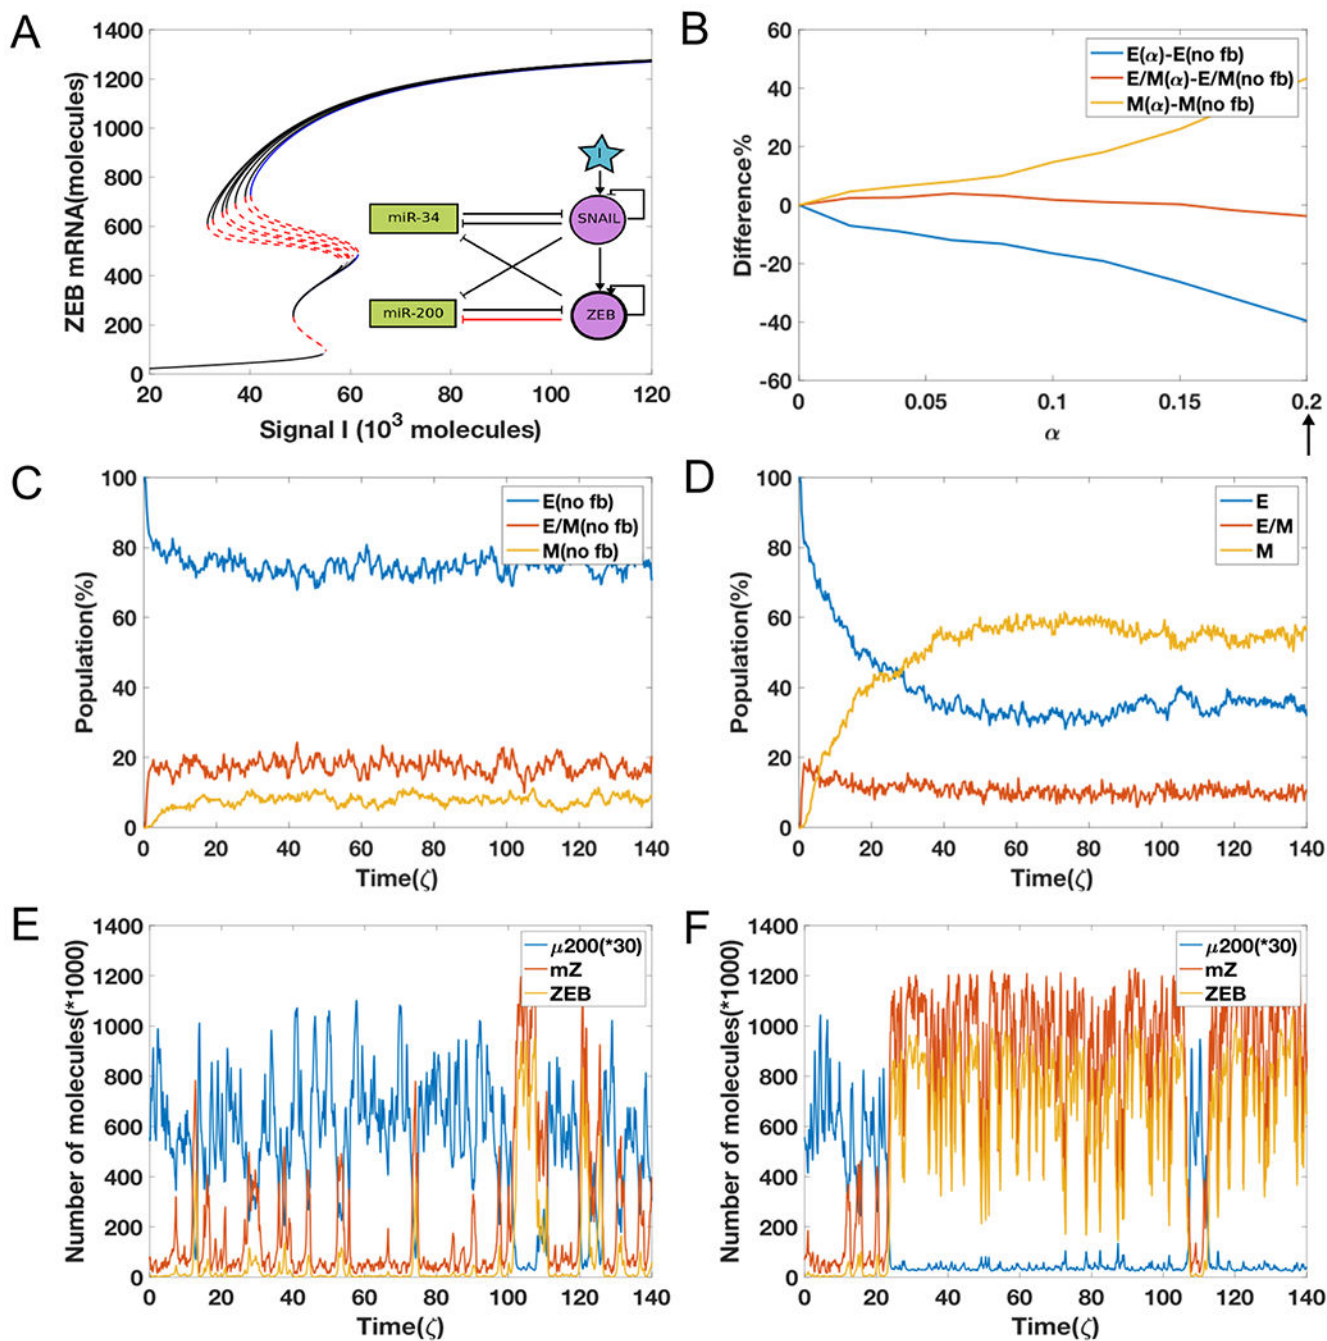 A
1400
1200
1000
800
600
400
200
0
ZEB mRNA(molecules)
20 40 60 80 100 120
Signal I (10³ molecules)
I
miR-34
SNAIL
miR-200
ZEB
B
60
40
20
0
-20
-40
-60
Difference%
E(α)-E(no fb)
E/M(α)-E/M(no fb)
M(α)-M(no fb)
0 0.05 0.1 0.15 0.2
α
C
100
80
60
40
20
0
Population(%)
E(no fb)
E/M(no fb)
M(no fb)
0 20 40 60 80 100 120 140
Time(ζ)
D
100
80
60
40
20
0
Population(%)
E
E/M
M
0 20 40 60 80 100 120 140
Time(ζ)
E
1400
1200
1000
800
600
400
200
0
Number of molecules(*1000)
μ200(*30)
mZ
ZEB
0 20 40 60 80 100 120 140
Time(ζ)
F
1400
1200
1000
800
600
400
200
0
Number of molecules(*1000)
μ200(*30)
mZ
ZEB
0 20 40 60 80 100 120 140
Time(ζ)